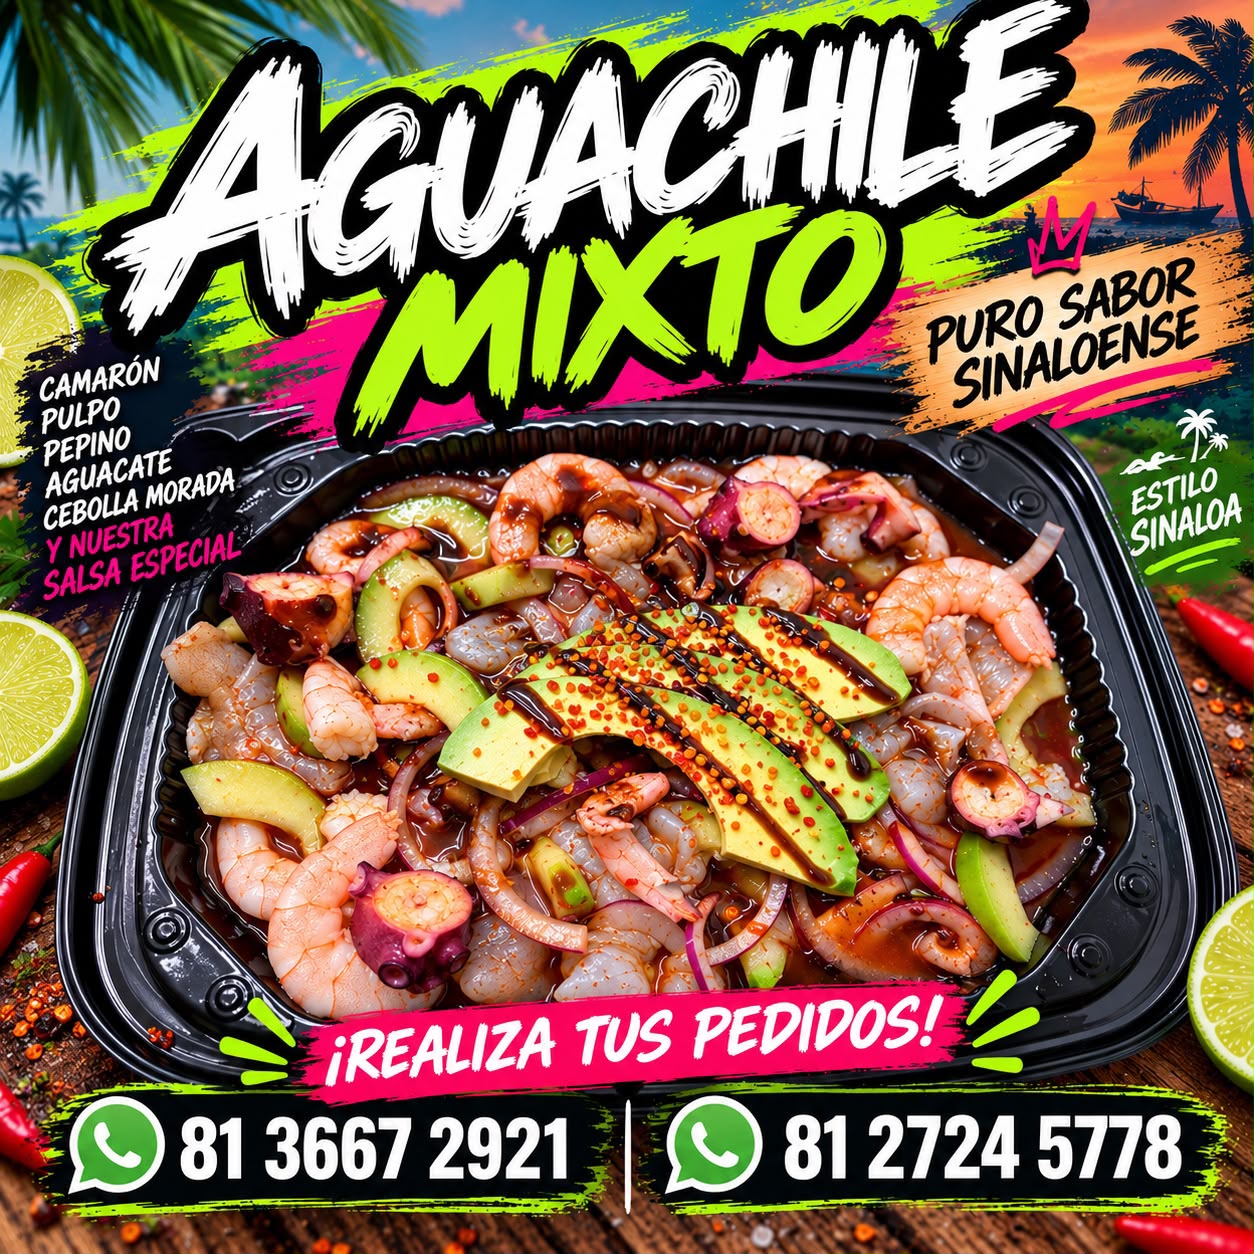 AGUACHILE
MIXTO
PURO SABOR
SINALOENSE
CAMARÓN
PULPO
PEPINO
AGUACATE
CEBOLLA MORADA
Y NUESTRA
SALSA ESPECIAL
ESTILO
SINALOA
¡REALIZA TUS PEDIDOS!
81 3667 2921
81 2724 5778